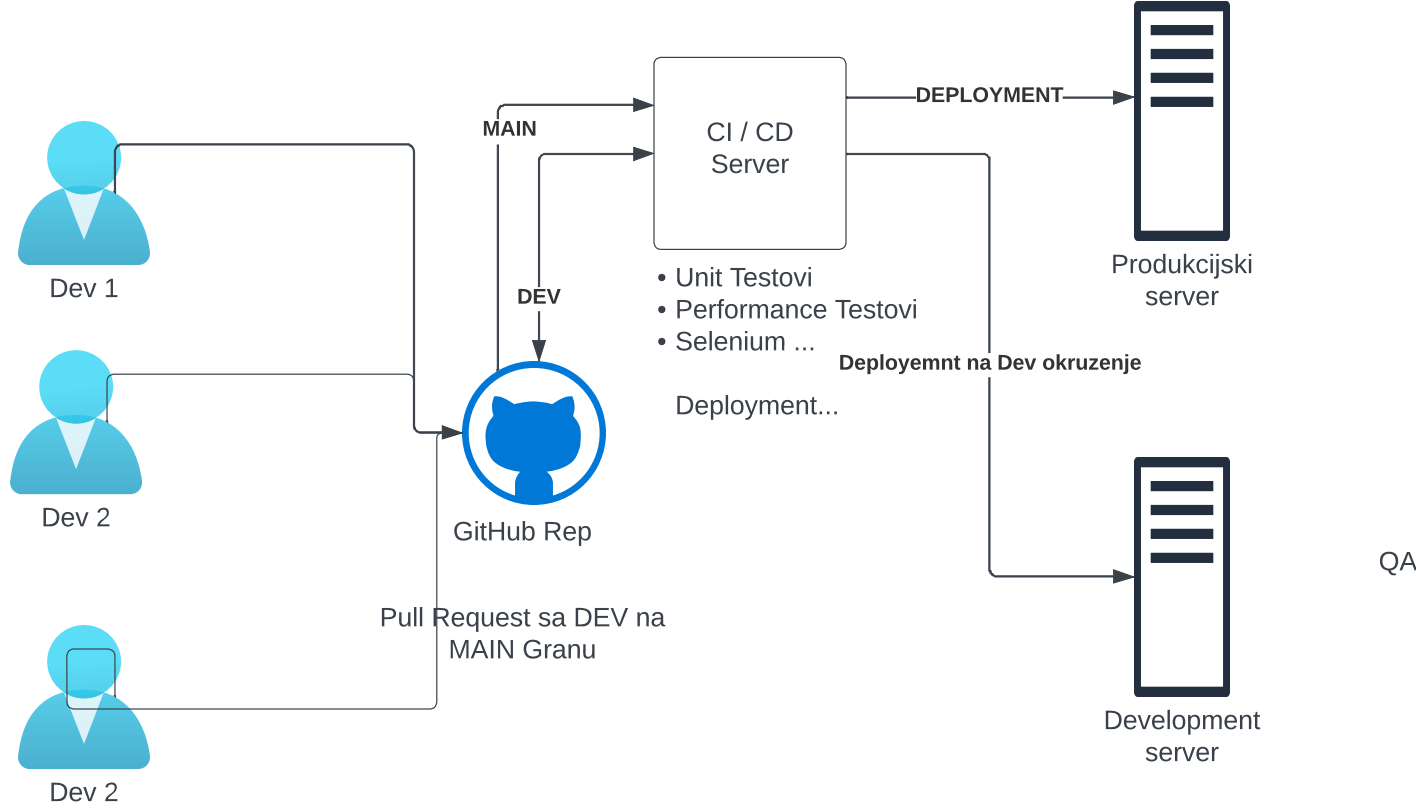 MAIN
DEV
CI / CD
Server
DEPLOYMENT
Dev 1
• Unit Testovi
• Performance Testovi
• Selenium ...
Deployment...
Produkcijski
server
Deployemnt na Dev okruzenje
Dev 2
GitHub Rep
QA
Pull Request sa DEV na
MAIN Granu
Development
server
Dev 2